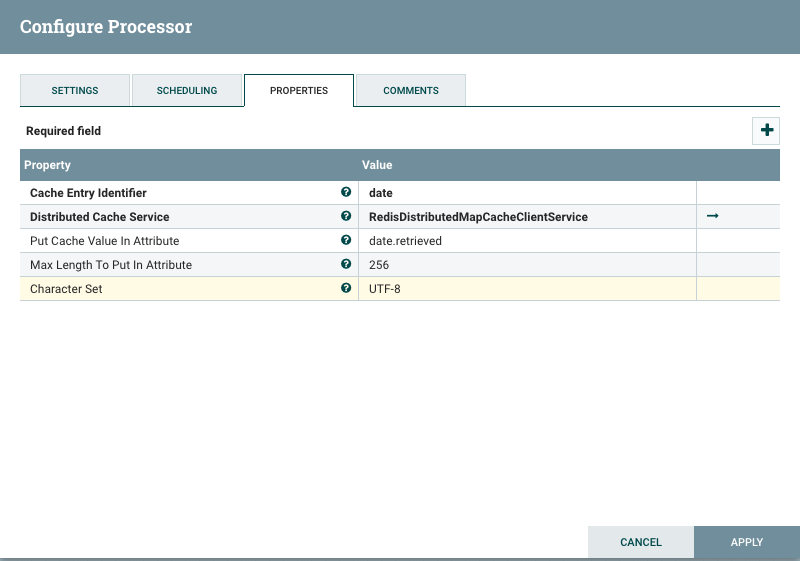 Configure Processor
SETTINGS SCHEDULING PROPERTIES COMMENTS
Required field
Property Value
Cache Entry Identifier date
Distributed Cache Service RedisDistributedMapCacheClientService
Put Cache Value In Attribute date.retrieved
Max Length To Put In Attribute 256
Character Set UTF-8
CANCEL APPLY